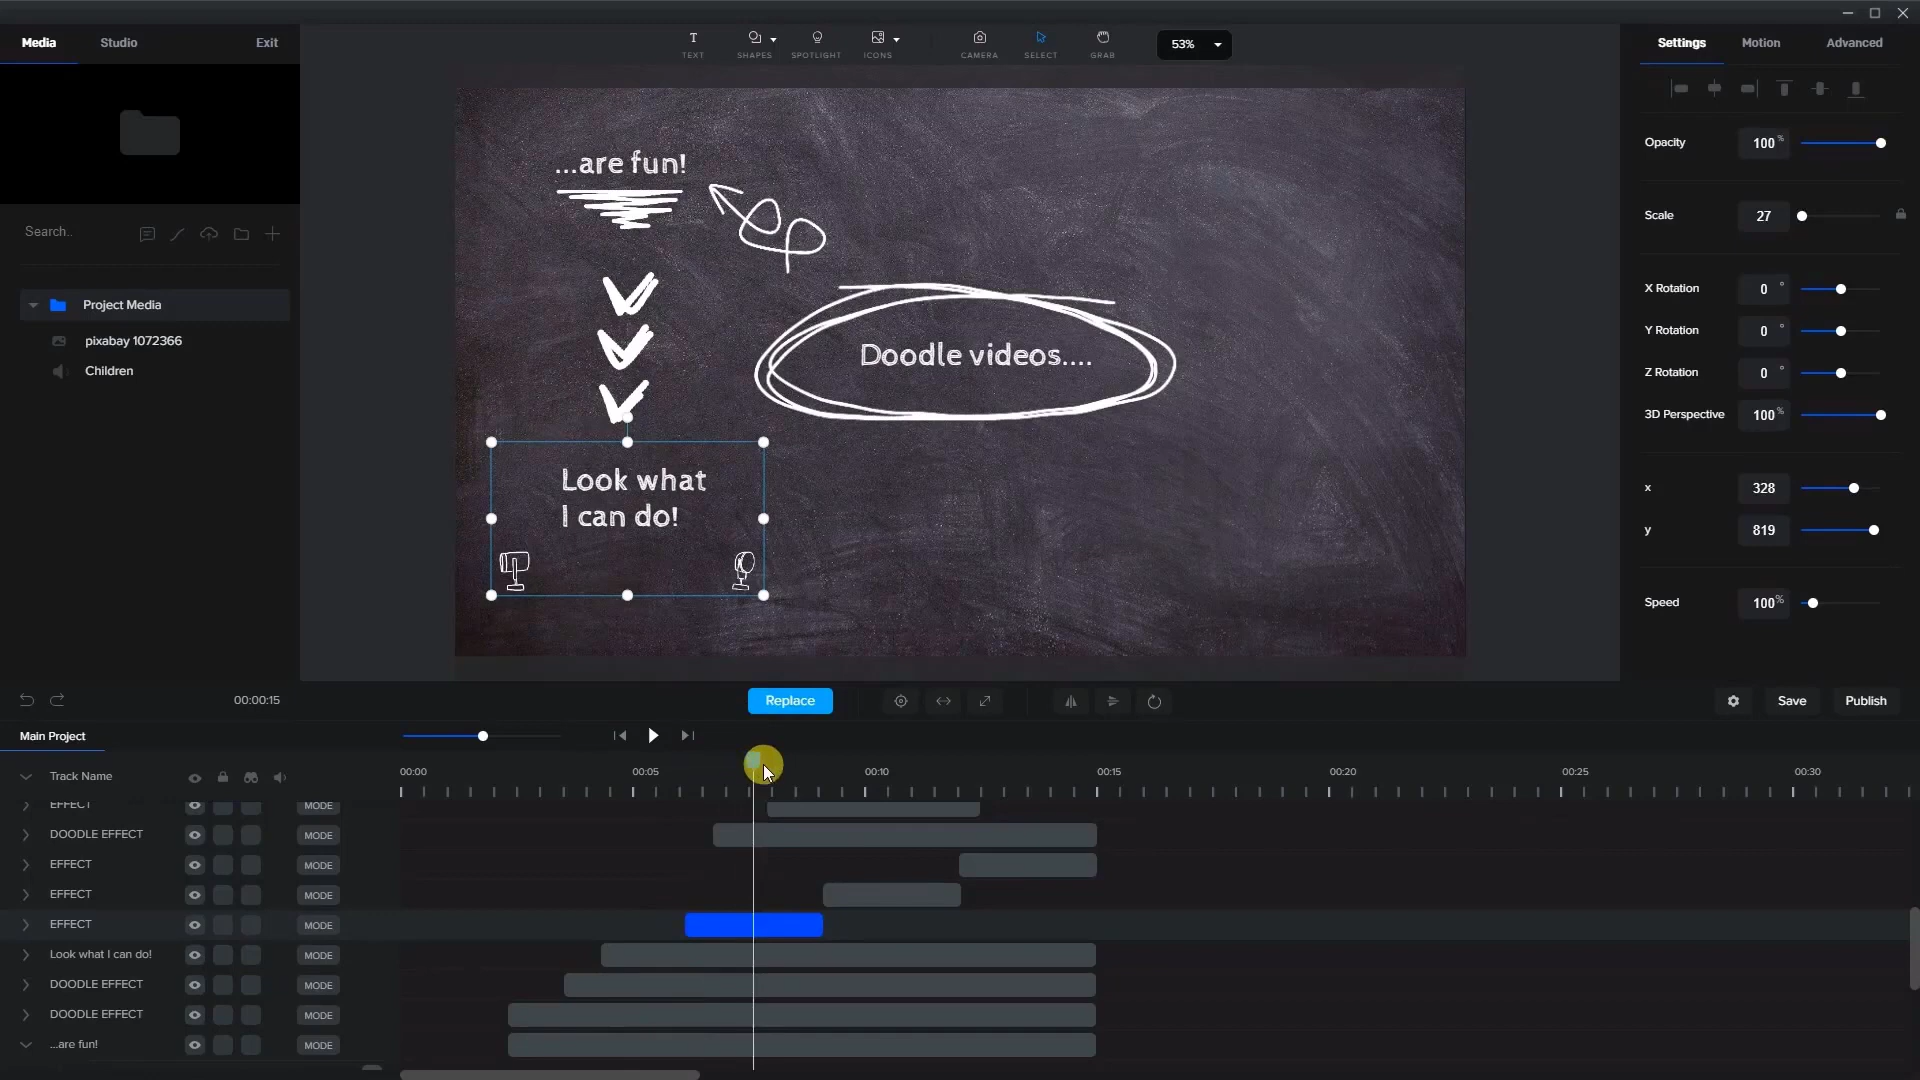 Media Studio Exit
TEXT SHAPES SPOTLIGHT ICONS CAMERA SELECT GRAB 53%
Settings Motion Advanced
Search..
Project Media
pixabay 1072366
Children
...are fun!
Doodle videos....
Look what
I can do!
Opacity 100%
Scale 27
X Rotation 0°
Y Rotation 0°
Z Rotation 0°
3D Perspective 100%
x 328
y 819
Speed 100%
00:00:15 Replace Save Publish
Main Project
Track Name 00:00 00:05 00:10 00:15 00:20 00:25 00:30
EFFECT MODE
DOODLE EFFECT MODE
EFFECT MODE
EFFECT MODE
EFFECT MODE
Look what I can do! MODE
DOODLE EFFECT MODE
DOODLE EFFECT MODE
...are fun! MODE